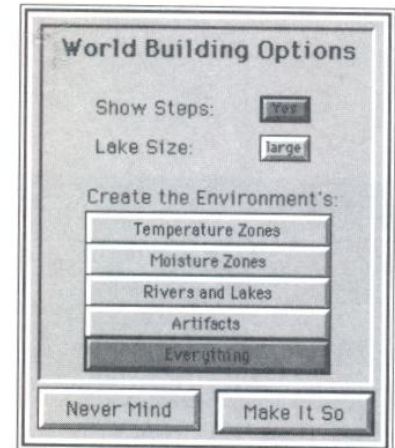 World Building Options
Show Steps: Yes
Lake Size: large
Create the Environment's:
Temperature Zones
Moisture Zones
Rivers and Lakes
Artifacts
Everything
Never Mind Make It So